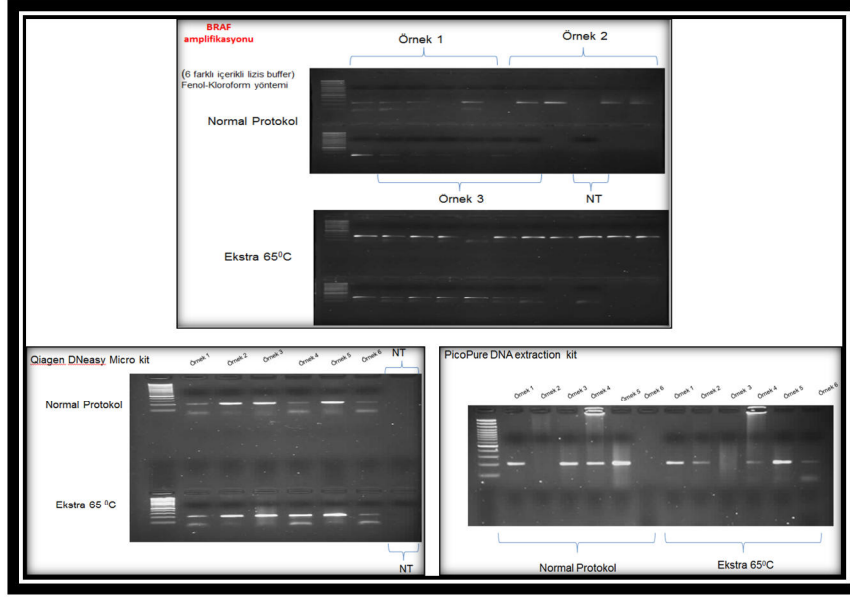 BRAF
amplifikasyonu
Örnek 1
Örnek 2
(6 farklı içerikli lizis buffer)
Fenol-Kloroform yöntemi
Normal Protokol
Örnek 3
NT
Ekstra 65⁰C
Qiagen DNeasy Micro kit
Örnek 1
Örnek 2
Örnek 3
Örnek 4
Örnek 5
Örnek 6
NT
Normal Protokol
Ekstra 65 ⁰C
NT
PicoPure DNA extraction kit
Örnek 1
Örnek 2
Örnek 3
Örnek 4
Örnek 5
Örnek 6
Örnek 1
Örnek 2
Örnek 3
Örnek 4
Örnek 5
Örnek 6
Normal Protokol
Ekstra 65⁰C